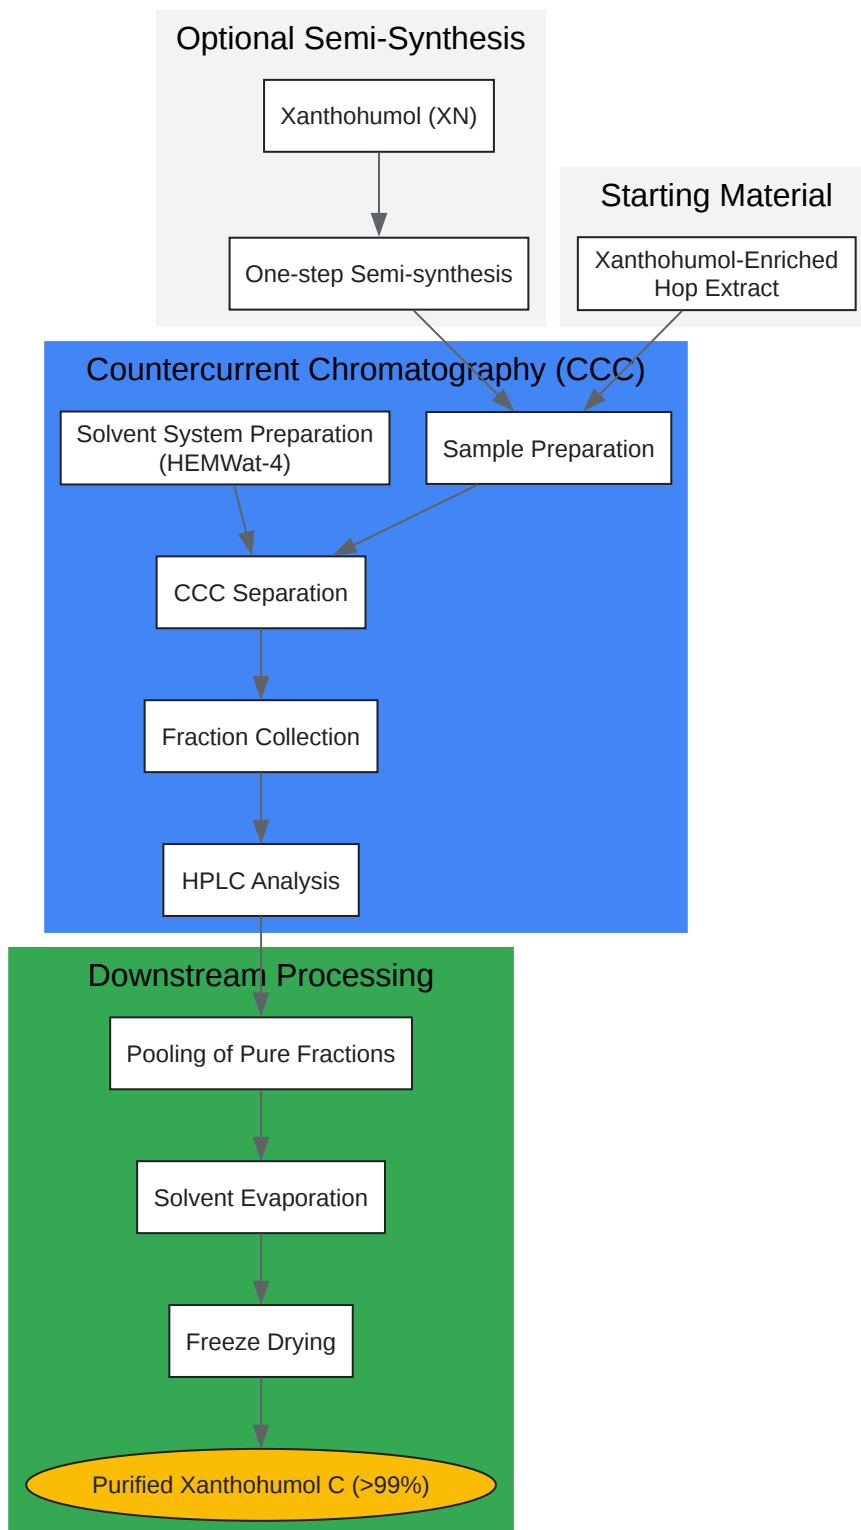 Optional Semi-Synthesis
Xanthohumol (XN)
One-step Semi-synthesis
Starting Material
Xanthohumol-Enriched
Hop Extract
Countercurrent Chromatography (CCC)
Solvent System Preparation
(HEMWat-4)
Sample Preparation
CCC Separation
Fraction Collection
HPLC Analysis
Downstream Processing
Pooling of Pure Fractions
Solvent Evaporation
Freeze Drying
Purified Xanthohumol C (>99%)